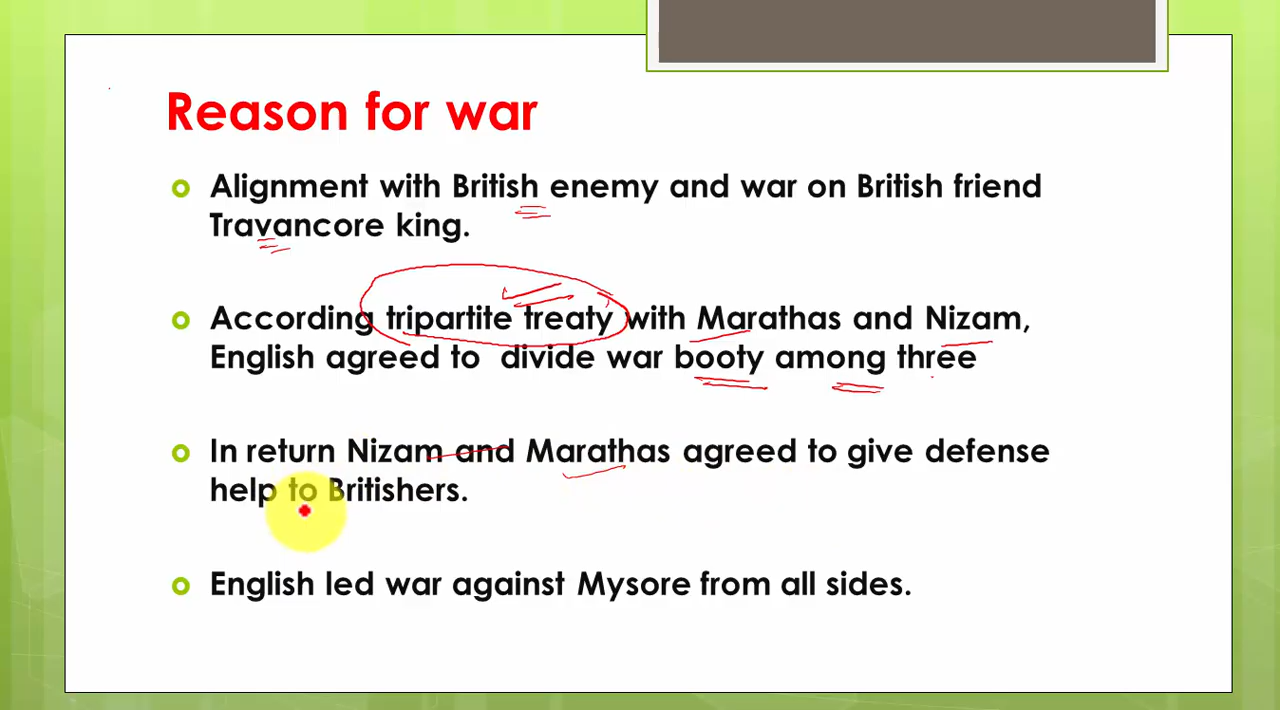 Reason for war
Alignment with British enemy and war on British friend
Travancore king.
According tripartite treaty with Marathas and Nizam,
English agreed to divide war booty among three
In return Nizam and Marathas agreed to give defense
help to Britishers.
English led war against Mysore from all sides.